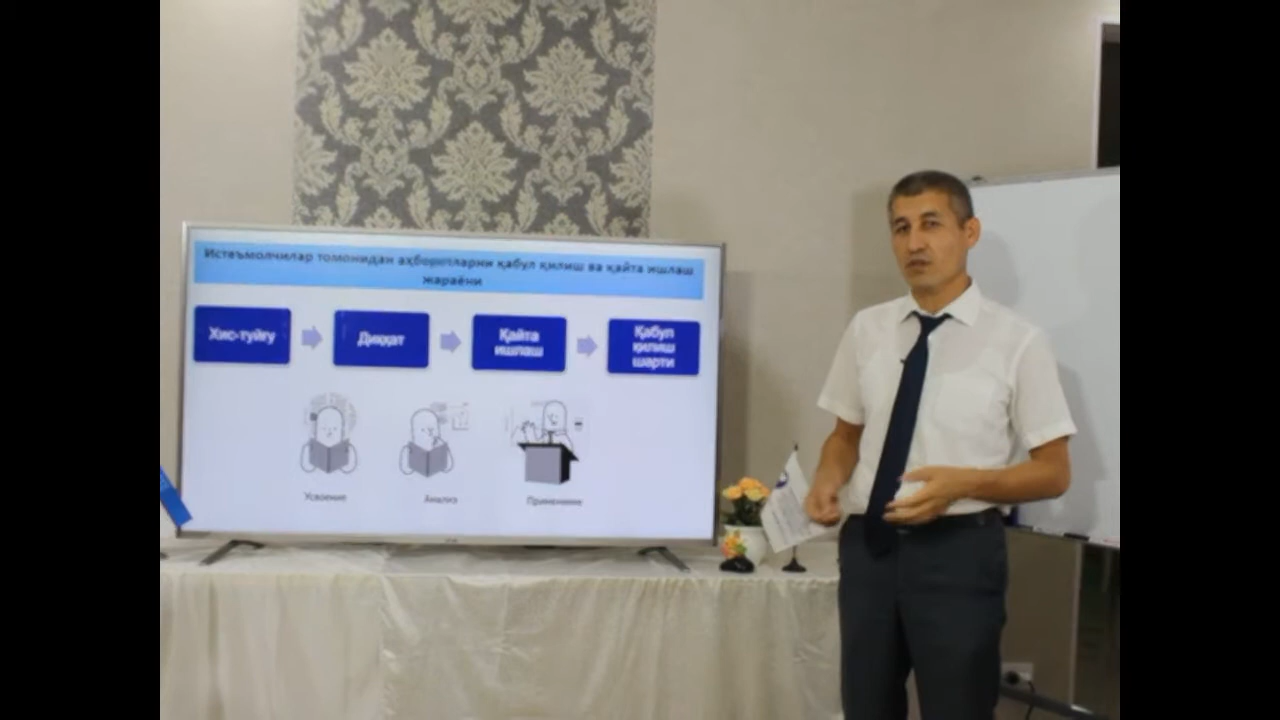 Истеъмолчилар томонидан ахборотларни қабул қилиш ва қайта ишлаш
жараёни
Хис-туйғу
Диққат
Қайта
ишлаш
Қабул
қилиш
шарти
Усвоение
Анализ
Применение